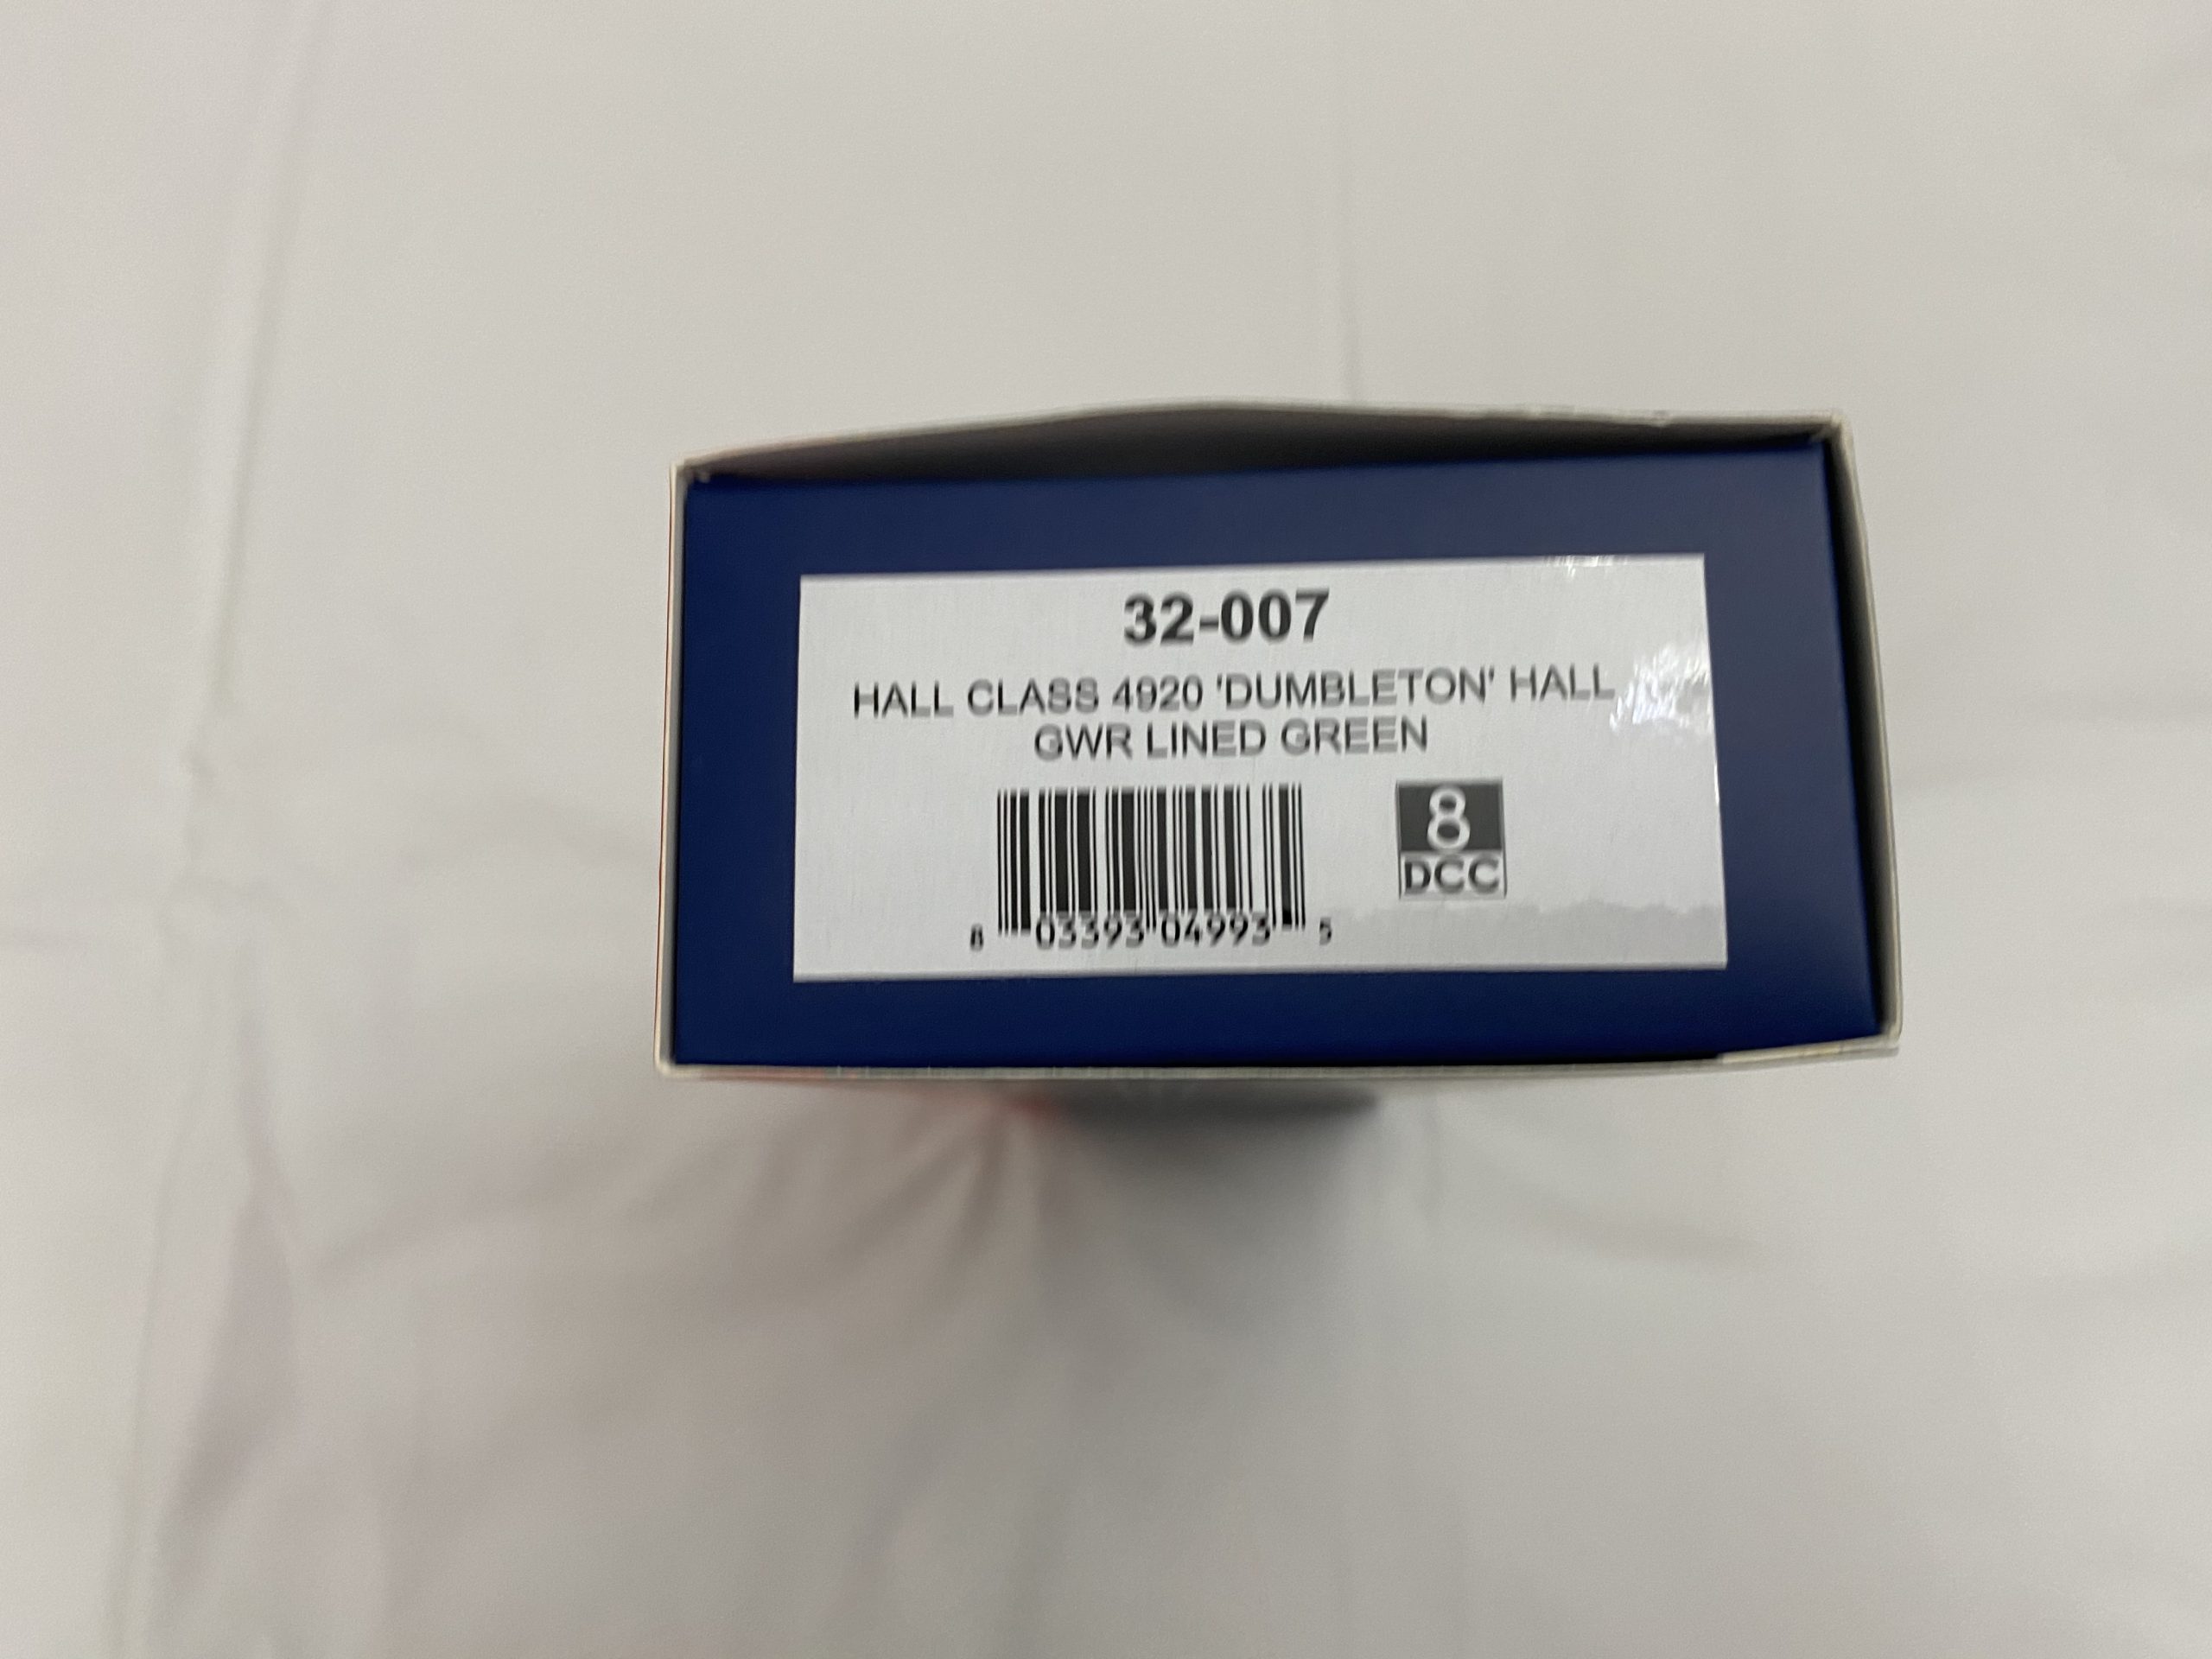 32-007
HALL CLASS 4920 'DUMBLETON' HALL
GWR LINED GREEN
8 03393 04993 5
8
DCC